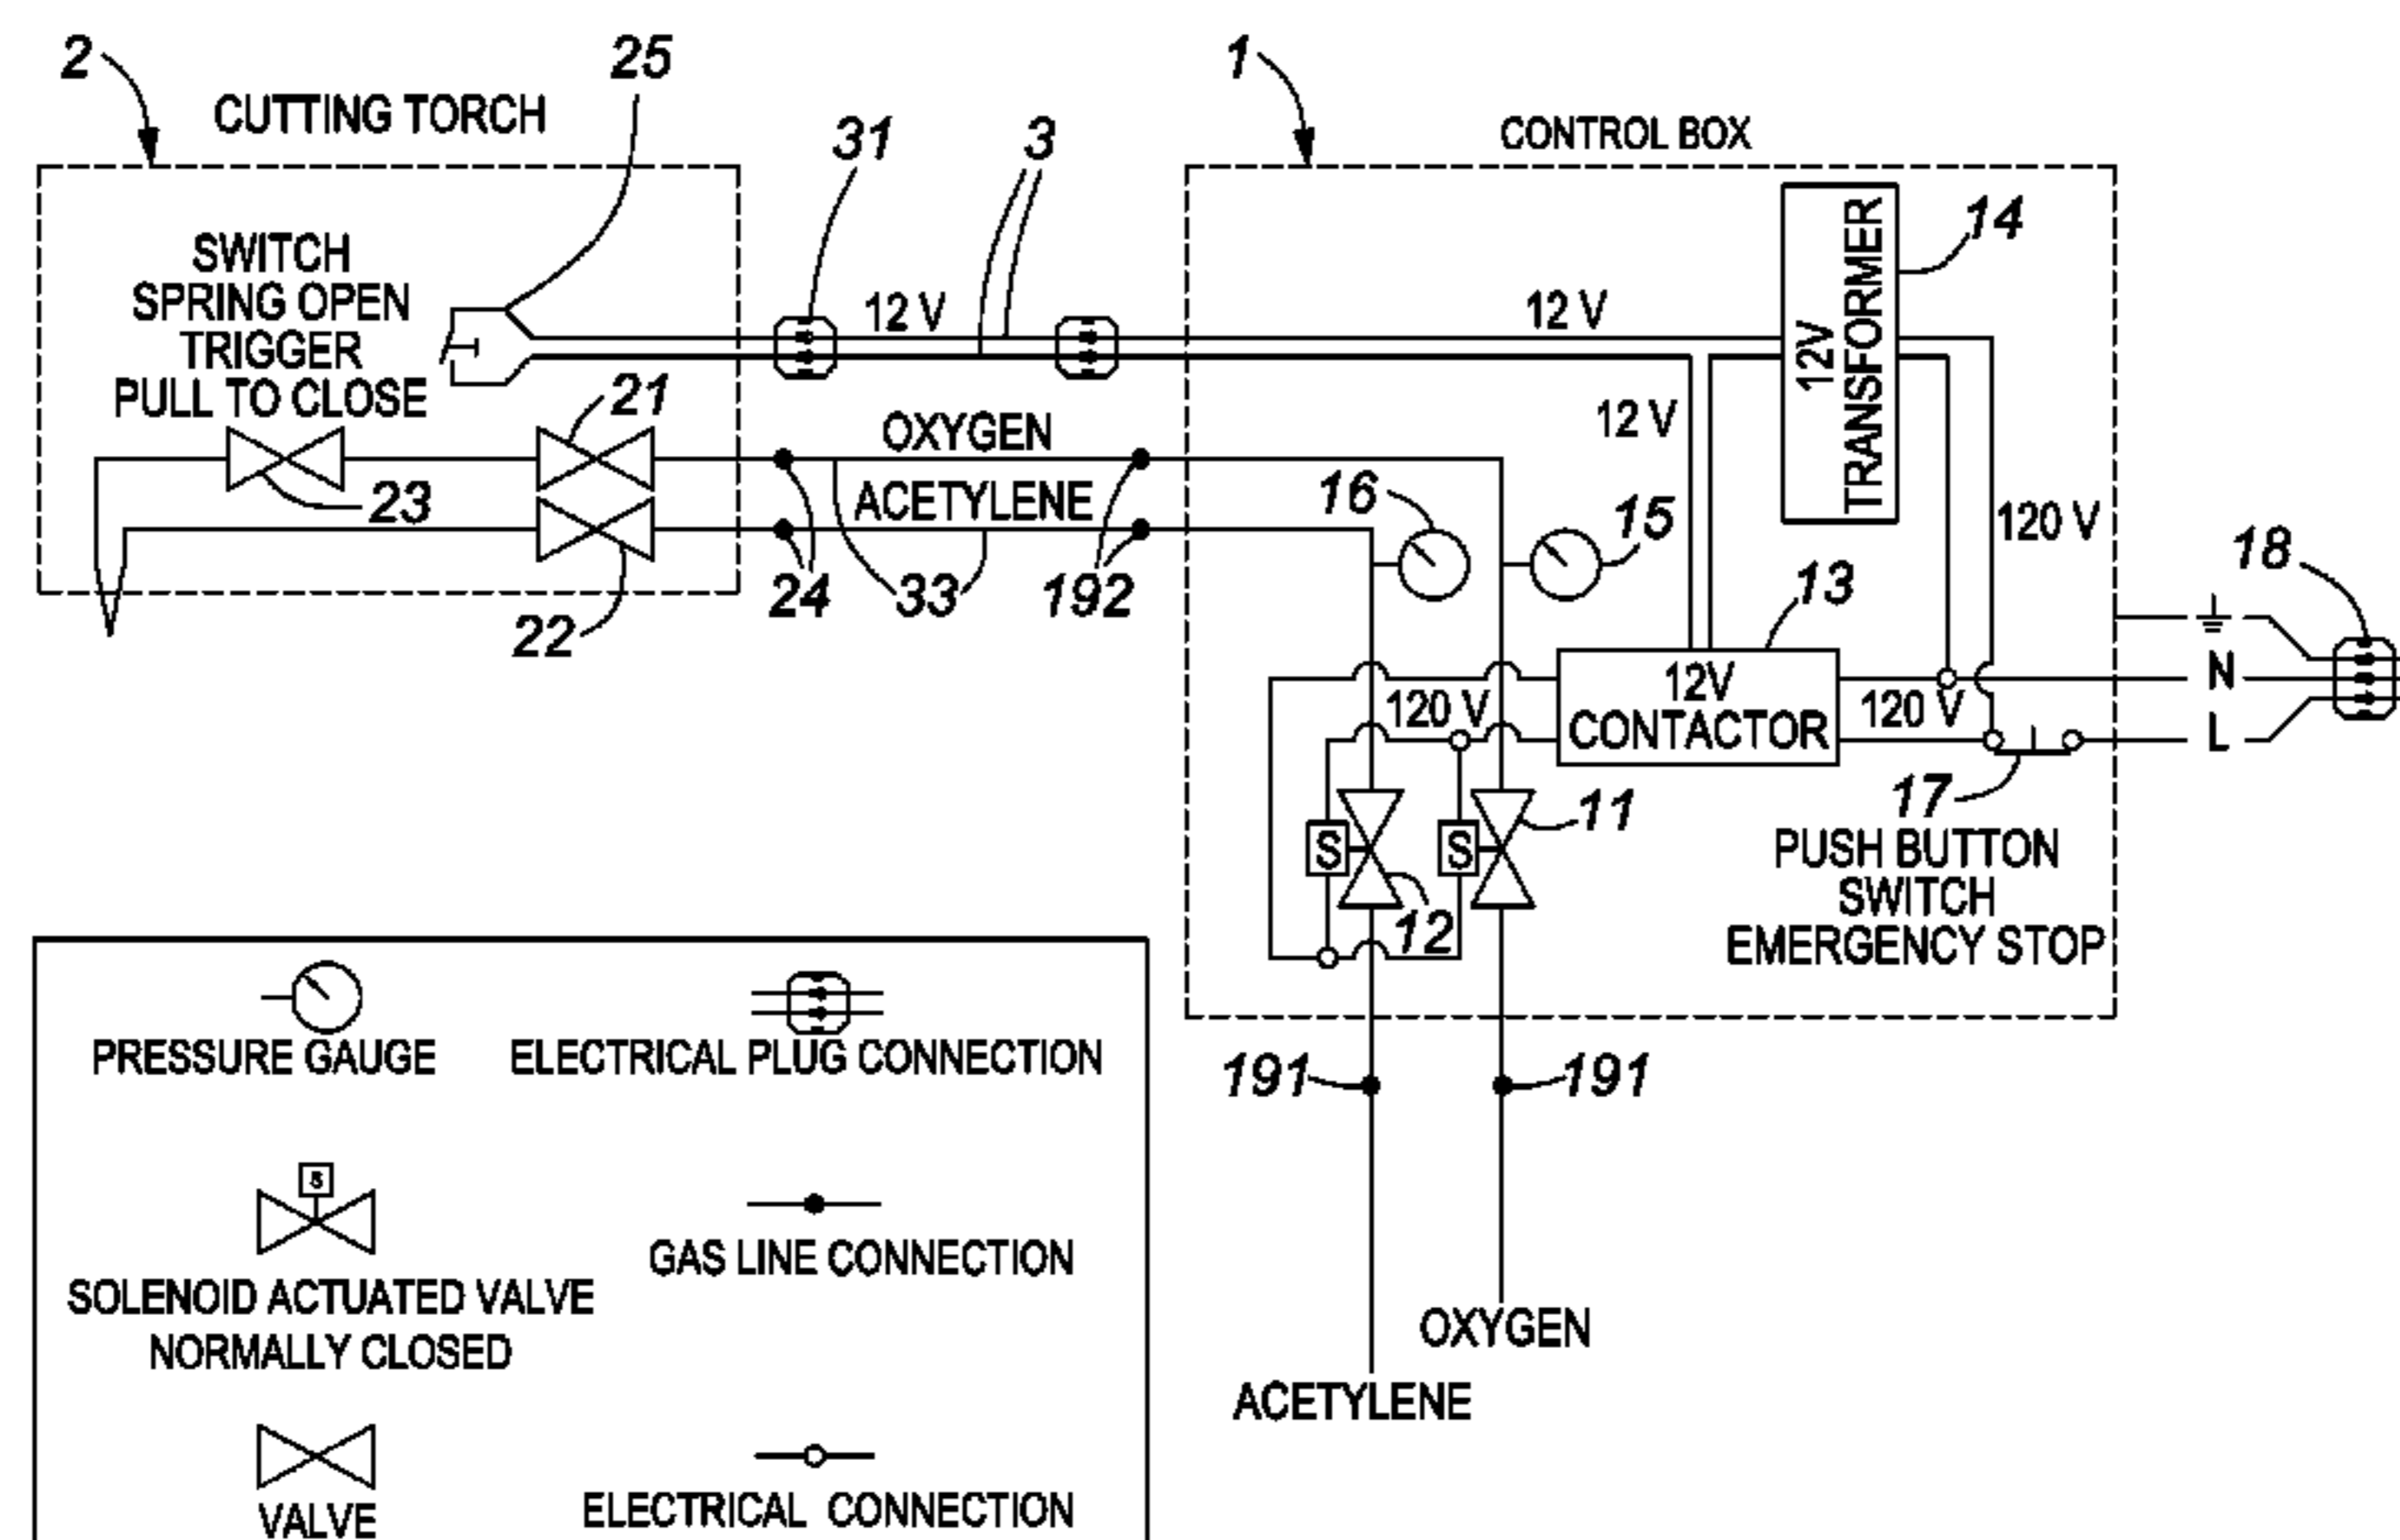 2
25
1
CUTTING TORCH
31
3
CONTROL BOX
14
SWITCH
SPRING OPEN
TRIGGER
PULL TO CLOSE
12 V
12 V
12V
TRANSFORMER
21
12 V
OXYGEN
23
ACETYLENE
16
15
120 V
18
24
33
192
13
22
N
12V
CONTACTOR
120 V
120 V
L
17
11
S
S
12
PUSH BUTTON
SWITCH
EMERGENCY STOP
191
191
PRESSURE GAUGE
ELECTRICAL PLUG CONNECTION
S
SOLENOID ACTUATED VALVE
NORMALLY CLOSED
GAS LINE CONNECTION
OXYGEN
ACETYLENE
VALVE
ELECTRICAL CONNECTION